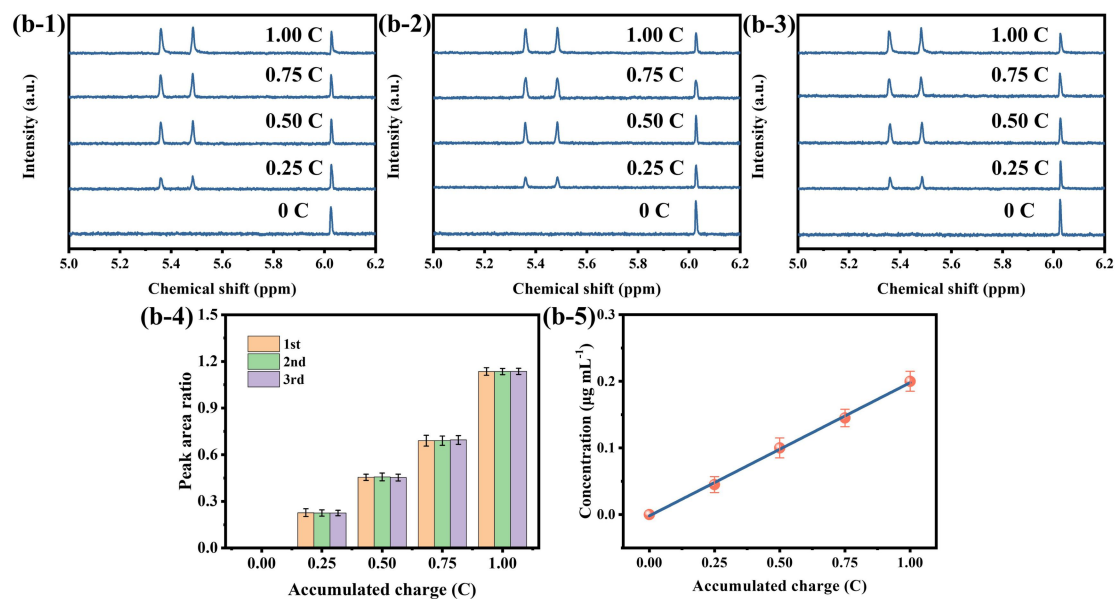 (b-1)
Intensity (a.u.)
1.00 C
0.75 C
0.50 C
0.25 C
0 C
5.0 5.2 5.4 5.6 5.8 6.0 6.2
Chemical shift (ppm)
(b-2)
Intensity (a.u.)
1.00 C
0.75 C
0.50 C
0.25 C
0 C
5.0 5.2 5.4 5.6 5.8 6.0 6.2
Chemical shift (ppm)
(b-3)
Intensity (a.u.)
1.00 C
0.75 C
0.50 C
0.25 C
0 C
5.0 5.2 5.4 5.6 5.8 6.0 6.2
Chemical shift (ppm)
(b-4)
Peak area ratio
1.5
1.2
0.9
0.6
0.3
0.0
1st
2nd
3rd
0.00 0.25 0.50 0.75 1.00
Accumulated charge (C)
(b-5)
Concentration (μg mL⁻¹)
0.3
0.2
0.1
0.0
0.00 0.25 0.50 0.75 1.00
Accumulated charge (C)